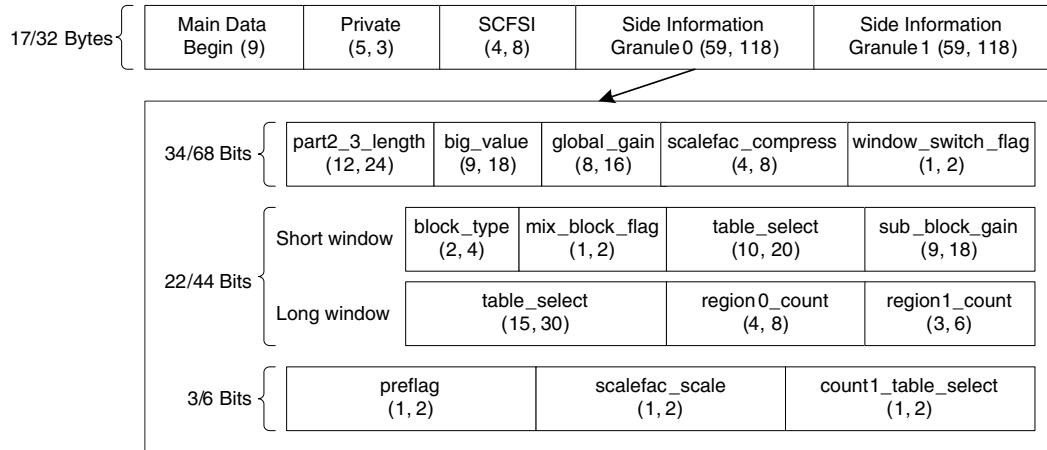 17/32 Bytes
Main Data Begin (9)
Private (5, 3)
SCFSI (4, 8)
Side Information Granule 0 (59, 118)
Side Information Granule 1 (59, 118)
34/68 Bits
part2_3_length (12, 24)
big_value (9, 18)
global_gain (8, 16)
scalefac_compress (4, 8)
window_switch_flag (1, 2)
22/44 Bits
Short window
block_type (2, 4)
mix_block_flag (1, 2)
table_select (10, 20)
sub_block_gain (9, 18)
Long window
table_select (15, 30)
region0_count (4, 8)
region1_count (3, 6)
3/6 Bits
preflag (1, 2)
scalefac_scale (1, 2)
count1_table_select (1, 2)